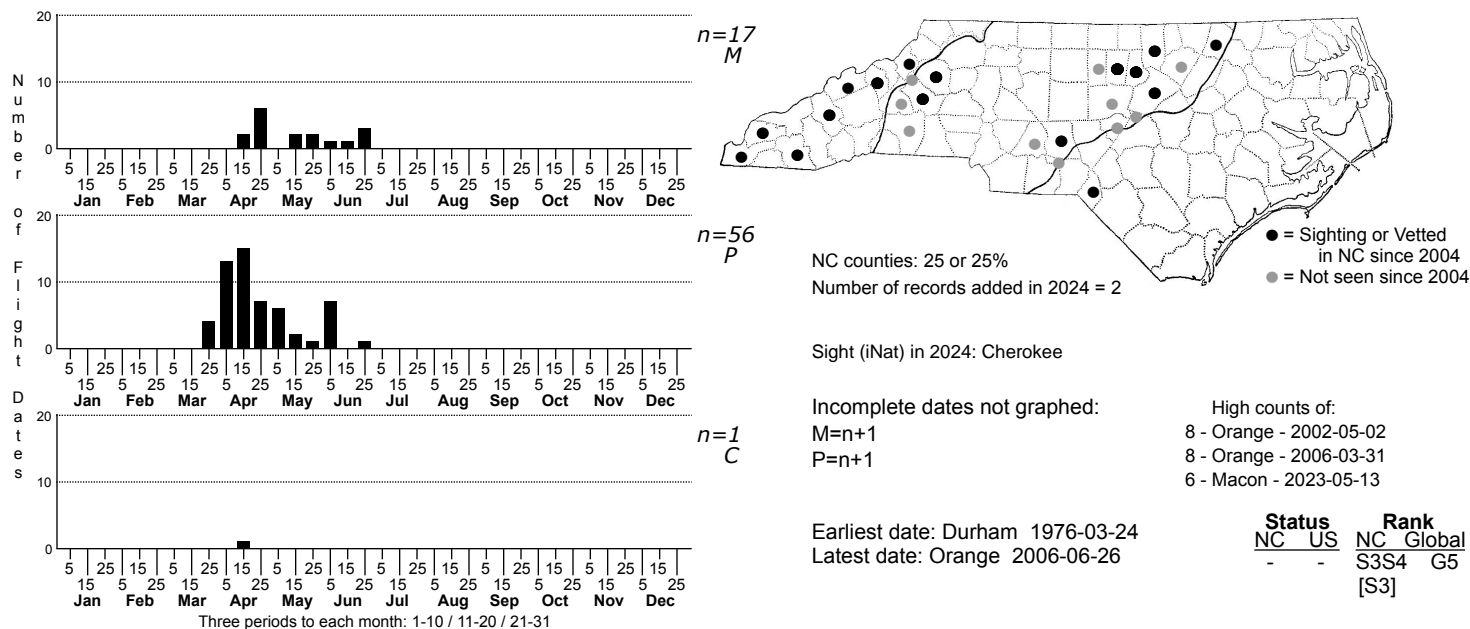 Number of Flight Dates
20
10
0
n=17
M
5 25 5 25 5 25 5 25 5 25 5 25 5 25 5 25 5 25 5 25 5 25 5 25
15 15 15 15 15 15 15 15 15 15 15 15
Jan Feb Mar Apr May Jun Jul Aug Sep Oct Nov Dec
20
10
0
n=56
P
5 25 5 25 5 25 5 25 5 25 5 25 5 25 5 25 5 25 5 25 5 25 5 25
15 15 15 15 15 15 15 15 15 15 15 15
Jan Feb Mar Apr May Jun Jul Aug Sep Oct Nov Dec
20
10
0
n=1
C
5 25 5 25 5 25 5 25 5 25 5 25 5 25 5 25 5 25 5 25 5 25 5 25
15 15 15 15 15 15 15 15 15 15 15 15
Jan Feb Mar Apr May Jun Jul Aug Sep Oct Nov Dec
Three periods to each month: 1-10 / 11-20 / 21-31
= Sighting or Vetted
in NC since 2004
= Not seen since 2004
NC counties: 25 or 25%
Number of records added in 2024 = 2
Sight (iNat) in 2024: Cherokee
Incomplete dates not graphed:
M=n+1
P=n+1
High counts of:
8 - Orange - 2002-05-02
8 - Orange - 2006-03-31
6 - Macon - 2023-05-13
Earliest date: Durham 1976-03-24
Latest date: Orange 2006-06-26
Status Rank
NC US NC Global
- - S3S4 G5
[S3]